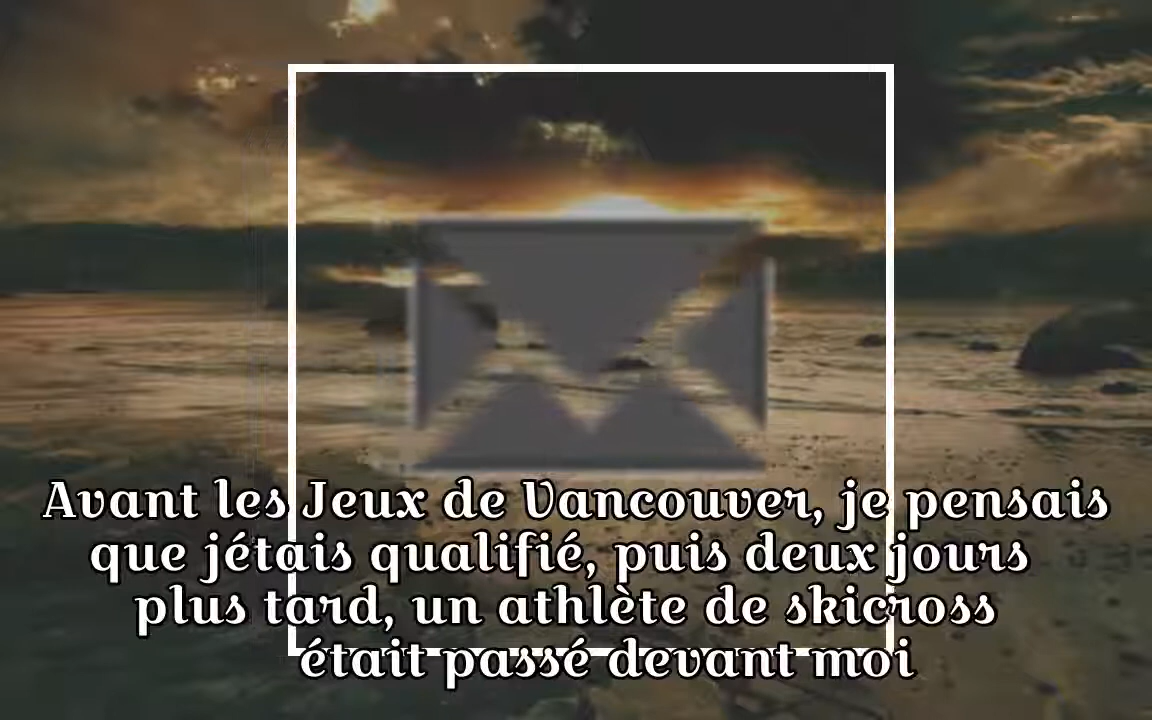 Avant les Jeux de Vancouver, je pensais
que jétais qualifié, puis deux jours
plus tard, un athlète de skicross
était passé devant moi